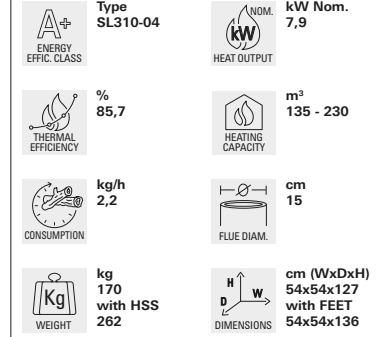 A+
ENERGY
EFFIC. CLASS
Type
SL310-04
NOM.
kW
HEAT OUTPUT
kW Nom.
7,9
THERMAL
EFFICIENCY
%
85,7
HEATING
CAPACITY
m³
135 - 230
CONSUMPTION
kg/h
2,2
Ø
FLUE DIAM.
cm
15
Kg
WEIGHT
kg
170
with HSS
262
H
D W
DIMENSIONS
cm (WxDxH)
54x54x127
with FEET
54x54x136